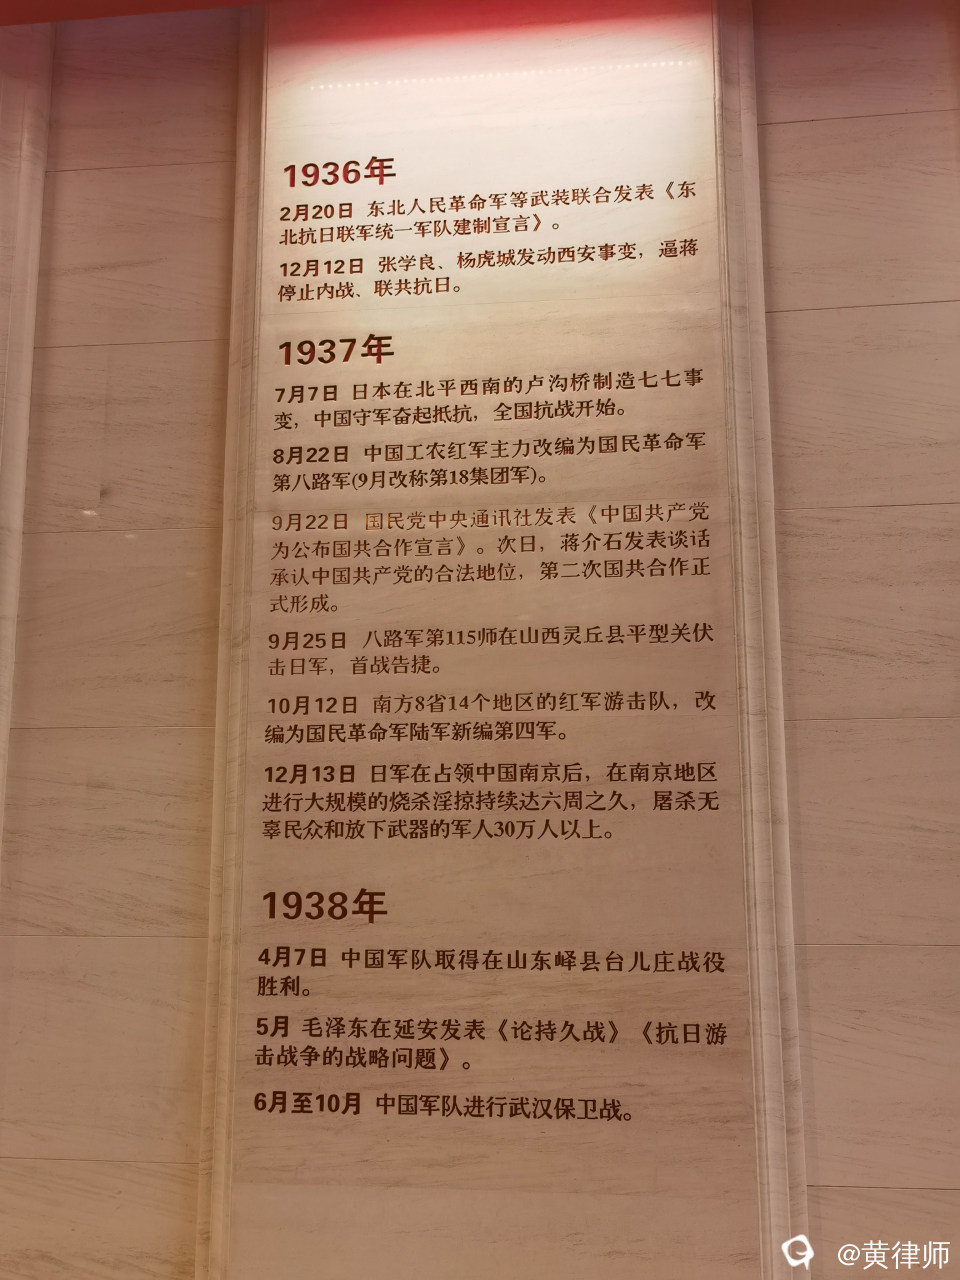 1936年
2月20日 东北人民革命军等武装联合发表《东
北抗日联军统一军队建制宣言》。
12月12日 张学良、杨虎城发动西安事变，逼蒋
停止内战、联共抗日。
1937年
7月7日 日本在北平西南的卢沟桥制造七七事
变，中国守军奋起抵抗，全国抗战开始。
8月22日 中国工农红军主力改编为国民革命军
第八路军(9月改称第18集团军)。
9月22日 国民党中央通讯社发表《中国共产党
为公布国共合作宣言》。次日，蒋介石发表谈话
承认中国共产党的合法地位，第二次国共合作正
式形成。
9月25日 八路军第115师在山西灵丘县平型关伏
击日军，首战告捷。
10月12日 南方8省14个地区的红军游击队，改
编为国民革命军陆军新编第四军。
12月13日 日军在占领中国南京后，在南京地区
进行大规模的烧杀淫掠持续达六周之久，屠杀无
辜民众和放下武器的军人30万人以上。
1938年
4月7日 中国军队取得在山东峄县台儿庄战役
胜利。
5月 毛泽东在延安发表《论持久战》《抗日游
击战争的战略问题》。
6月至10月 中国军队进行武汉保卫战。
@黄律师